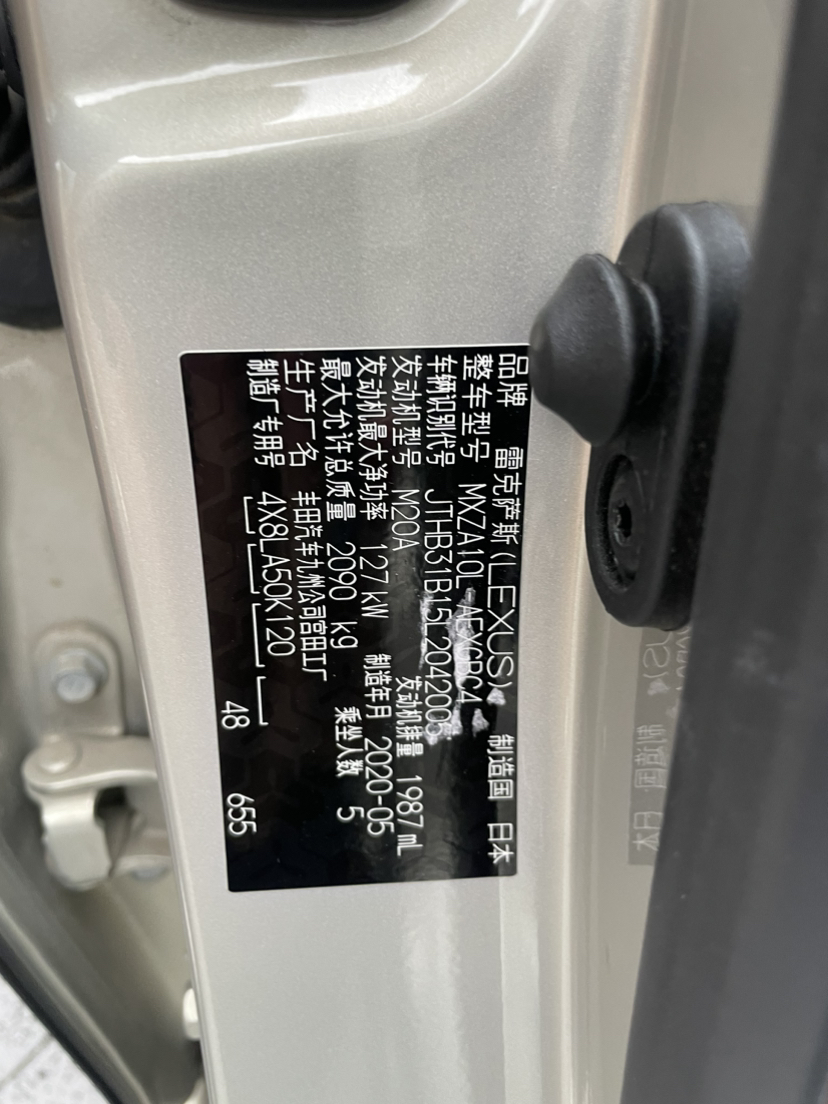 品牌 雷克萨斯(LEXUS) 制造国 日本
整车型号 MXZA10L-AEXGBC4
车辆识别代号 JTHB31B15L2042005
发动机型号 M20A 发动机排量 1987 mL
发动机最大净功率 127 kW 制造年月 2020-05
最大允许总质量 2090 kg 乘坐人数 5
生产厂名 丰田汽车九州公司宫田工厂
制造厂专用号 4X8LA50K120 48 655